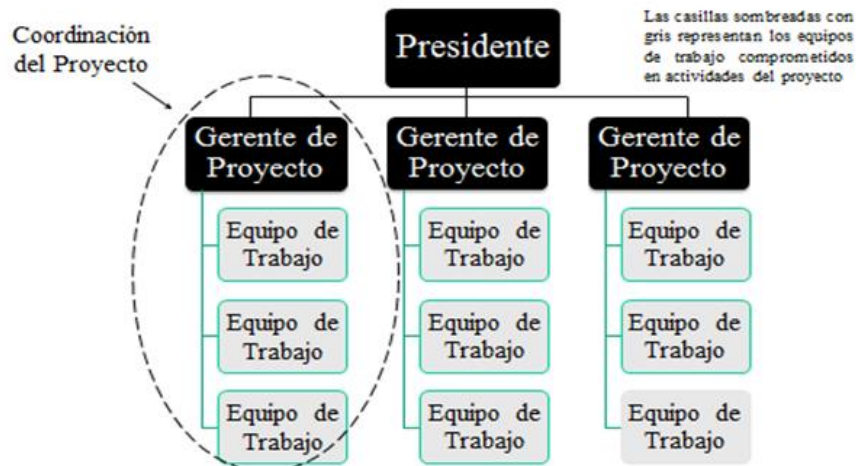 Coordinación
del Proyecto
Presidente
Las casillas sombreadas con
gris representan los equipos
de trabajo comprometidos
en actividades del proyecto
Gerente de
Proyecto
Gerente de
Proyecto
Gerente de
Proyecto
Equipo de
Trabajo
Equipo de
Trabajo
Equipo de
Trabajo
Equipo de
Trabajo
Equipo de
Trabajo
Equipo de
Trabajo
Equipo de
Trabajo
Equipo de
Trabajo
Equipo de
Trabajo